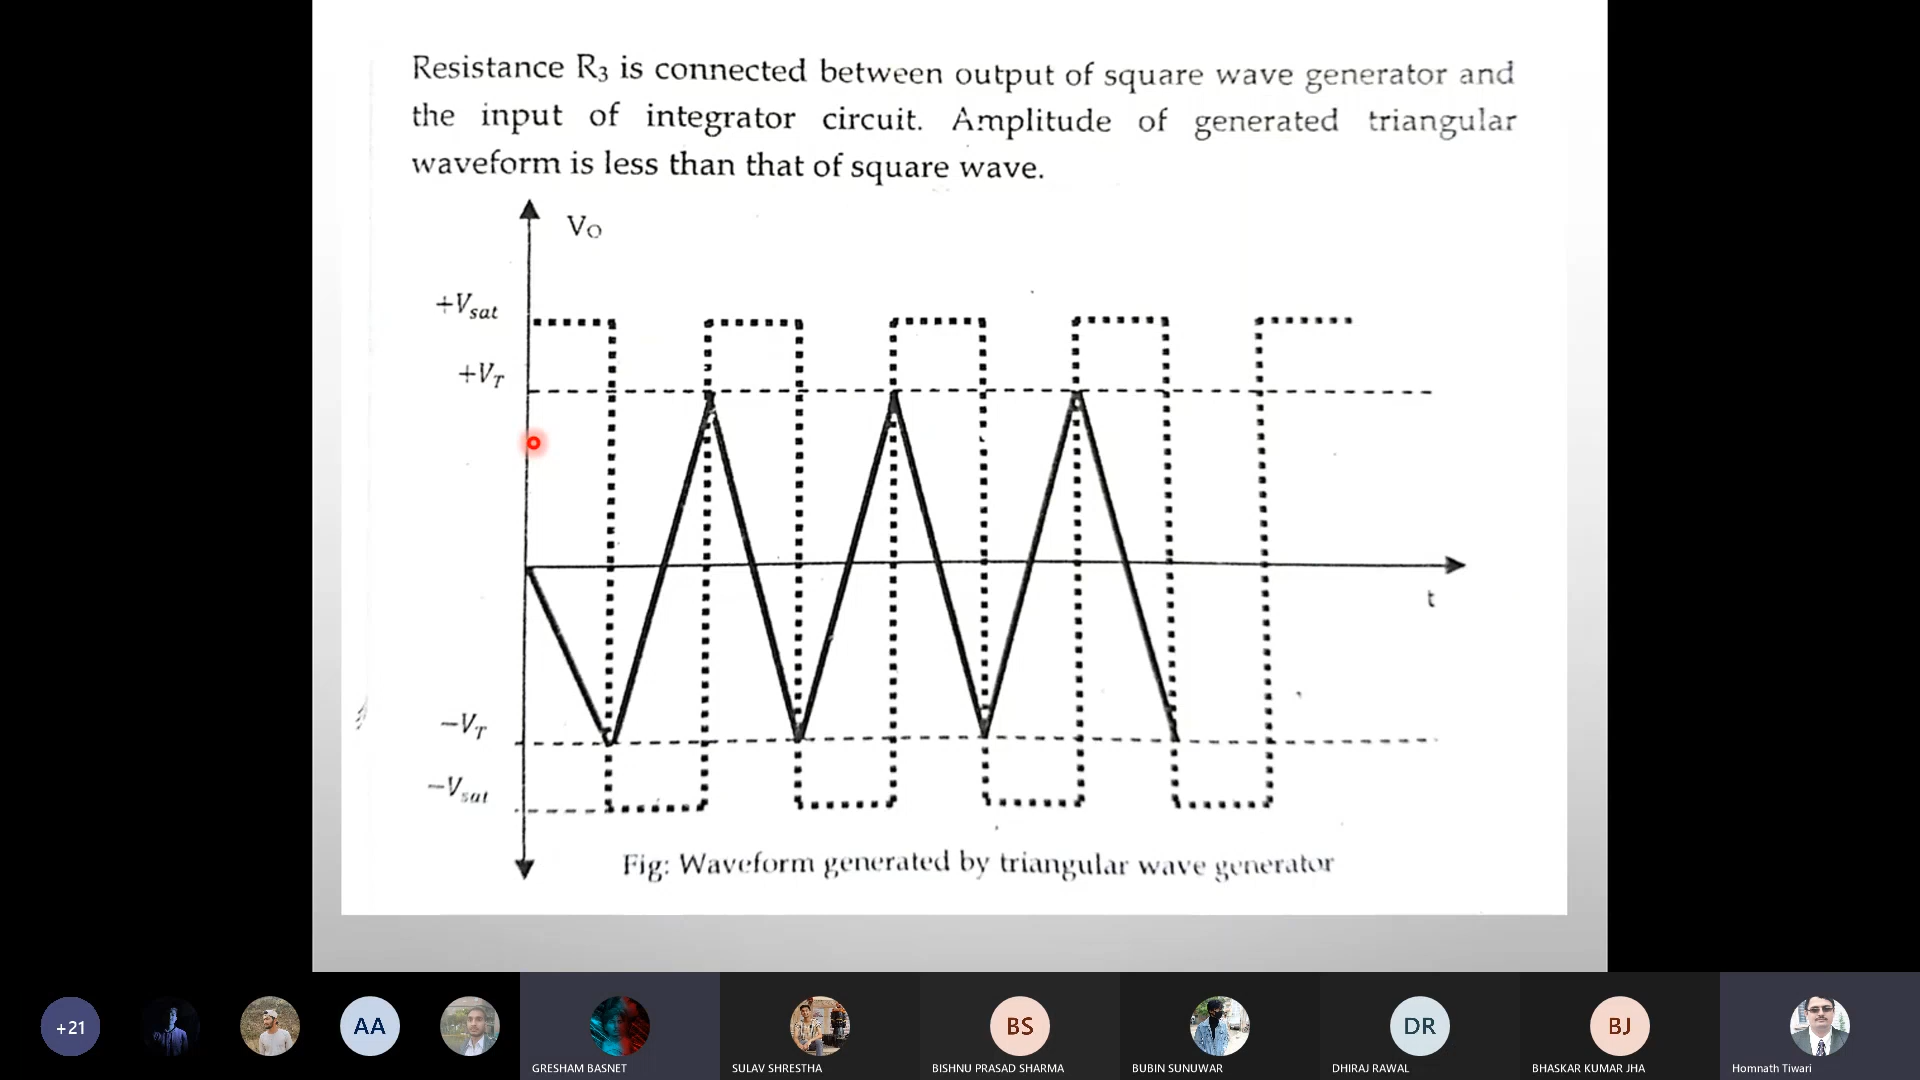 Resistance R3 is connected between output of square wave generator and
the input of integrator circuit. Amplitude of generated triangular
waveform is less than that of square wave.
VO
+Vsat
+VT
t
−VT
−Vsat
Fig: Waveform generated by triangular wave generator
+21
AA
GRESHAM BASNET
SULAV SHRESTHA
BS
BISHNU PRASAD SHARMA
BUBIN SUNUWAR
DR
DHIRAJ RAWAL
BJ
BHASKAR KUMAR JHA
Homnath Tiwari